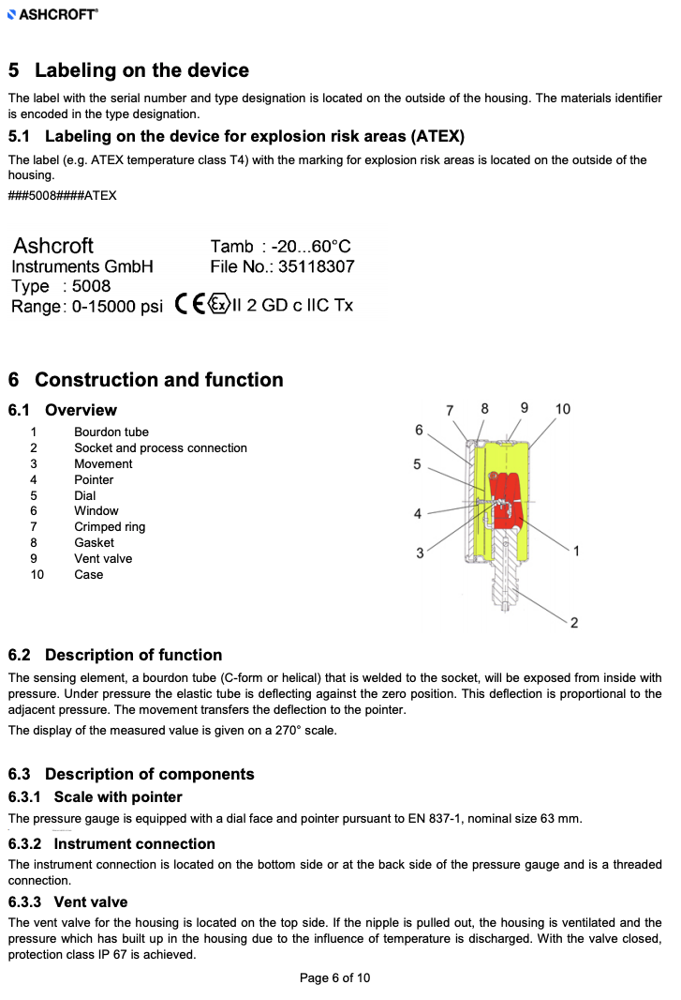 ASHCROFT®
5 Labeling on the device
The label with the serial number and type designation is located on the outside of the housing. The materials identifier
is encoded in the type designation.
5.1 Labeling on the device for explosion risk areas (ATEX)
The label (e.g. ATEX temperature class T4) with the marking for explosion risk areas is located on the outside of the
housing.
###5008####ATEX
Ashcroft
Instruments GmbH
Type : 5008
Range: 0-15000 psi
Tamb : -20...60°C
File No.: 35118307
CE Ex II 2 GD c IIC Tx
6 Construction and function
6.1 Overview
1 Bourdon tube
2 Socket and process connection
3 Movement
4 Pointer
5 Dial
6 Window
7 Crimped ring
8 Gasket
9 Vent valve
10 Case
7 8 9 10
6
5
4
3
1
2
6.2 Description of function
The sensing element, a bourdon tube (C-form or helical) that is welded to the socket, will be exposed from inside with
pressure. Under pressure the elastic tube is deflecting against the zero position. This deflection is proportional to the
adjacent pressure. The movement transfers the deflection to the pointer.
The display of the measured value is given on a 270° scale.
6.3 Description of components
6.3.1 Scale with pointer
The pressure gauge is equipped with a dial face and pointer pursuant to EN 837-1, nominal size 63 mm.
6.3.2 Instrument connection
The instrument connection is located on the bottom side or at the back side of the pressure gauge and is a threaded
connection.
6.3.3 Vent valve
The vent valve for the housing is located on the top side. If the nipple is pulled out, the housing is ventilated and the
pressure which has built up in the housing due to the influence of temperature is discharged. With the valve closed,
protection class IP 67 is achieved.
Page 6 of 10